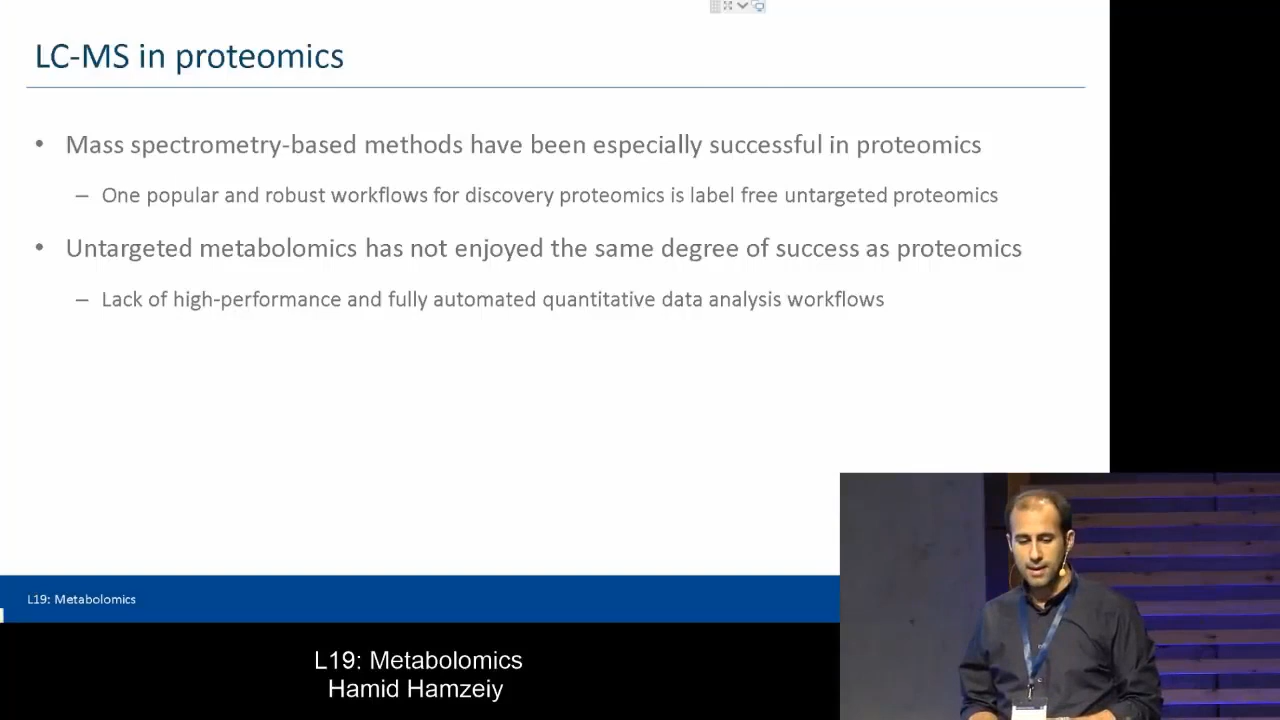 LC-MS in proteomics
• Mass spectrometry-based methods have been especially successful in proteomics
– One popular and robust workflows for discovery proteomics is label free untargeted proteomics
• Untargeted metabolomics has not enjoyed the same degree of success as proteomics
– Lack of high-performance and fully automated quantitative data analysis workflows
L19: Metabolomics
L19: Metabolomics
Hamid Hamzeiy